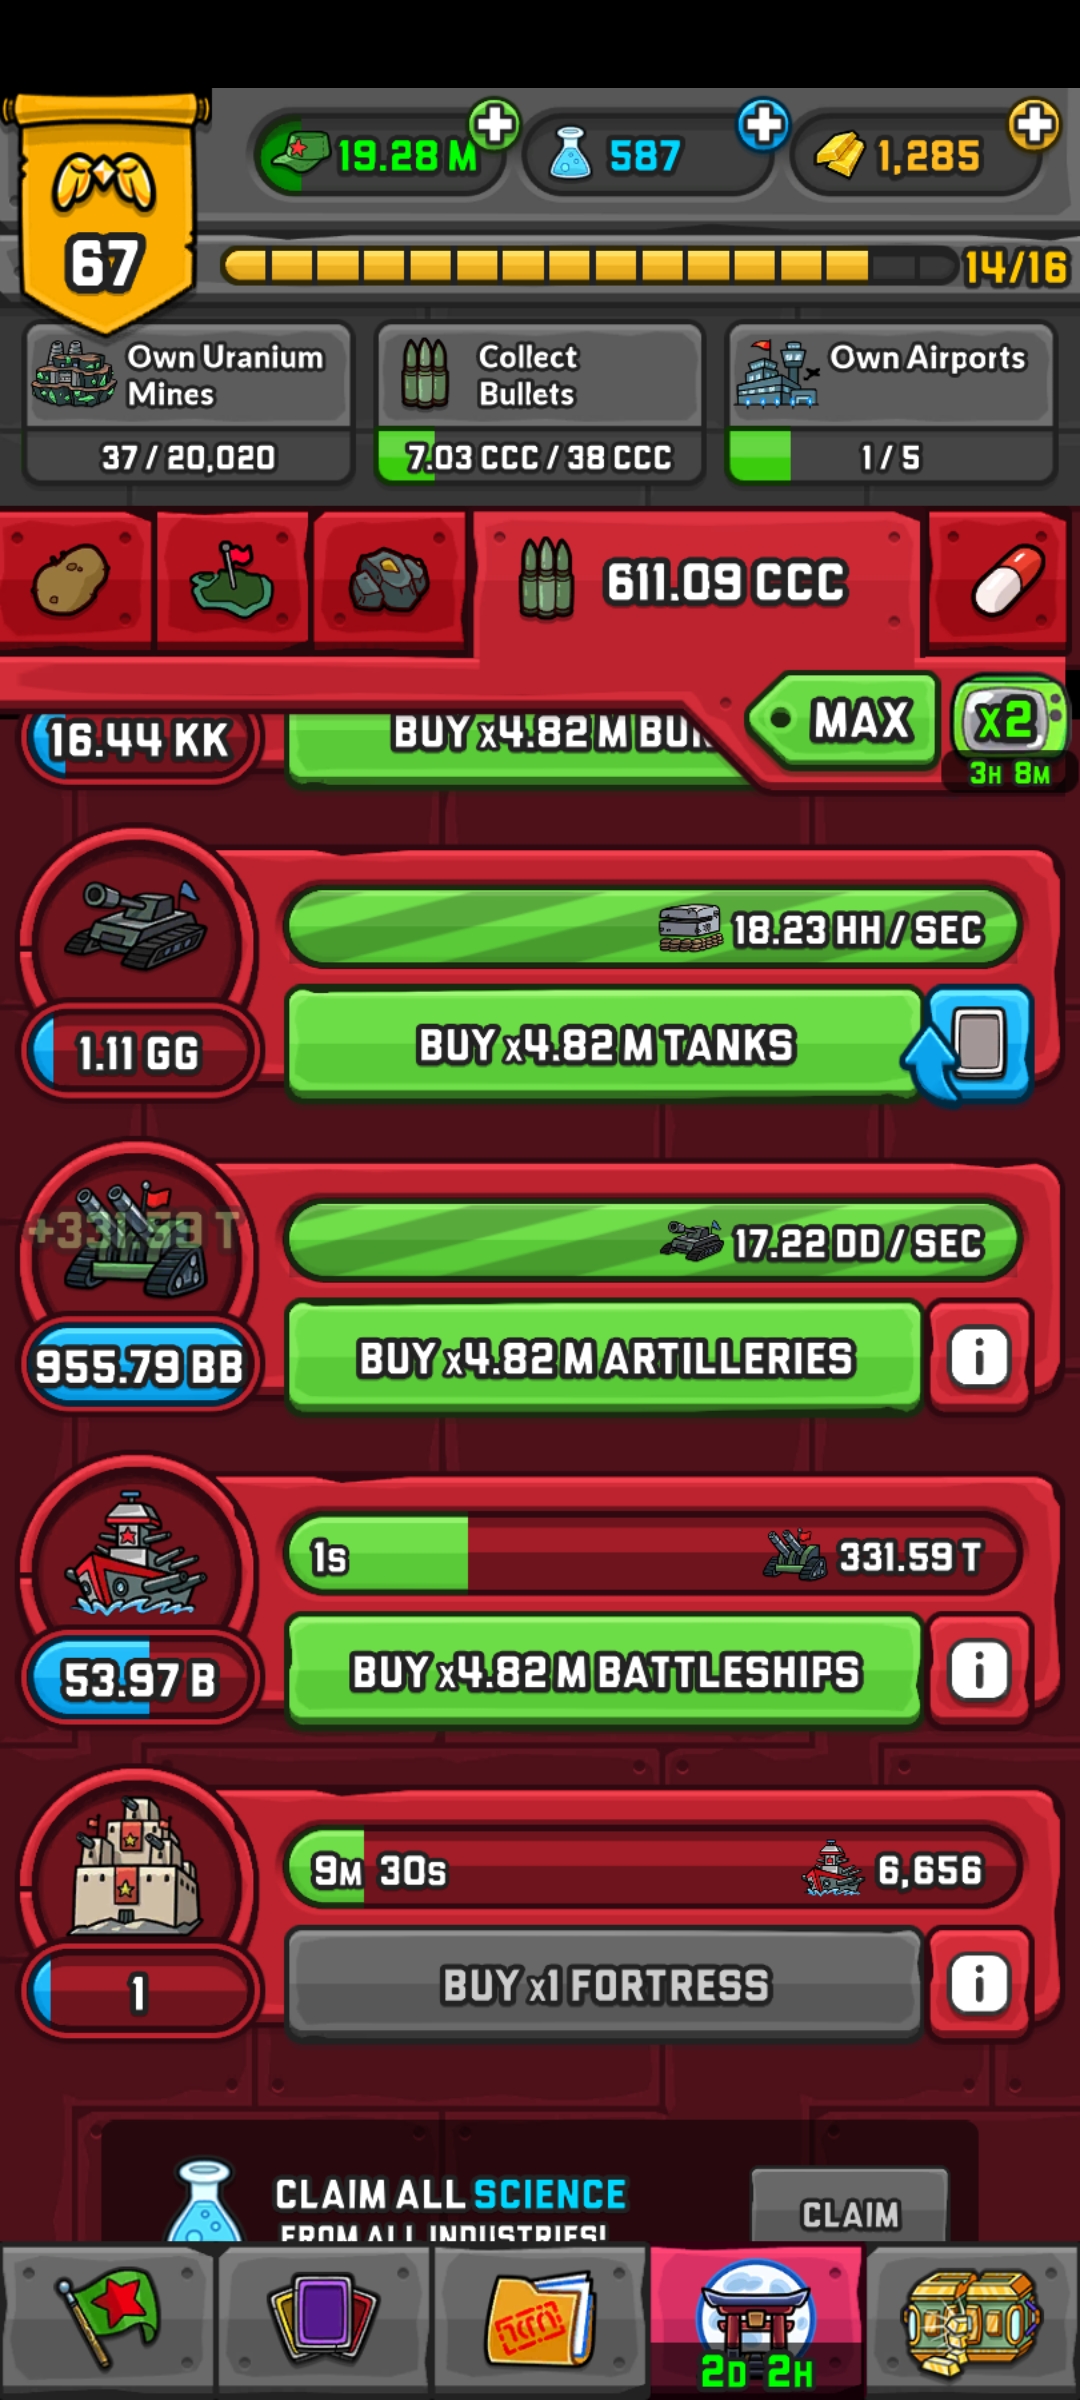 67
19.28 M
587
1,285
14/16
Own Uranium
Mines
37 / 20,020
Collect
Bullets
7.03 CCC / 38 CCC
Own Airports
1 / 5
611.09 CCC
MAX
x2
3H 8M
16.44 KK
BUY x4.82 M
18.23 HH / SEC
1.11 GG
BUY x4.82 M TANKS
+331.59 T
17.22 DD / SEC
955.79 BB
BUY x4.82 M ARTILLERIES
i
1s
331.59 T
53.97 B
BUY x4.82 M BATTLESHIPS
i
9M 30s
6,656
1
BUY x1 FORTRESS
i
CLAIM ALL SCIENCE
FROM ALL INDUSTRIES!
CLAIM
2D 2H